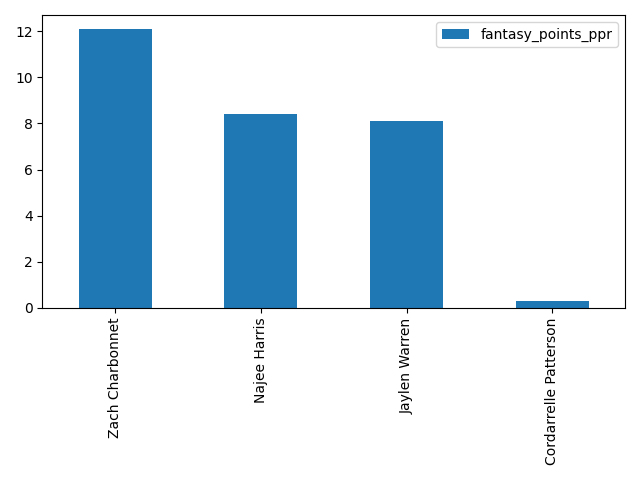 fantasy_points_ppr
12
10
8
6
4
2
0
Zach Charbonnet
Najee Harris
Jaylen Warren
Cordarrelle Patterson